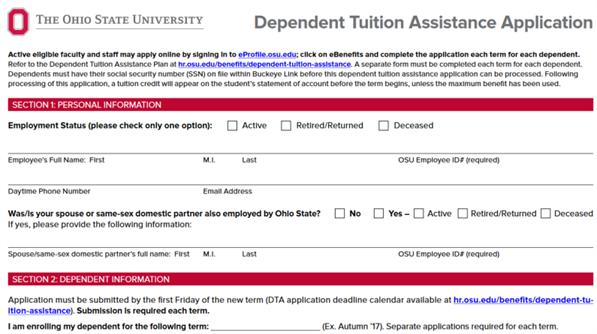 THE OHIO STATE UNIVERSITY
Dependent Tuition Assistance Application
Active eligible faculty and staff may apply online by signing in to eProfile.osu.edu; click on eBenefits and complete the application each term for each dependent.
Refer to the Dependent Tuition Assistance Plan at hr.osu.edu/benefits/dependent-tuition-assistance. A separate form must be completed each term for each dependent.
Dependents must have their social security number (SSN) on file within Buckeye Link before this dependent tuition assistance application can be processed. Following
processing of this application, a tuition credit will appear on the student's statement of account before the term begins, unless the maximum benefit has been used.
SECTION 1: PERSONAL INFORMATION
Employment Status (please check only one option): Active Retired/Returned Deceased
Employee's Full Name: First M.I. Last OSU Employee ID# (required)
Daytime Phone Number Email Address
Was/Is your spouse or same-sex domestic partner also employed by Ohio State? No Yes – Active Retired/Returned Deceased
If yes, please provide the following information:
Spouse/same-sex domestic partner's full name: First M.I. Last OSU Employee ID# (required)
SECTION 2: DEPENDENT INFORMATION
Application must be submitted by the first Friday of the new term (DTA application deadline calendar available at hr.osu.edu/benefits/dependent-tu-
ition-assistance). Submission is required each term.
I am enrolling my dependent for the following term: (Ex. Autumn '17). Separate applications required for each term.